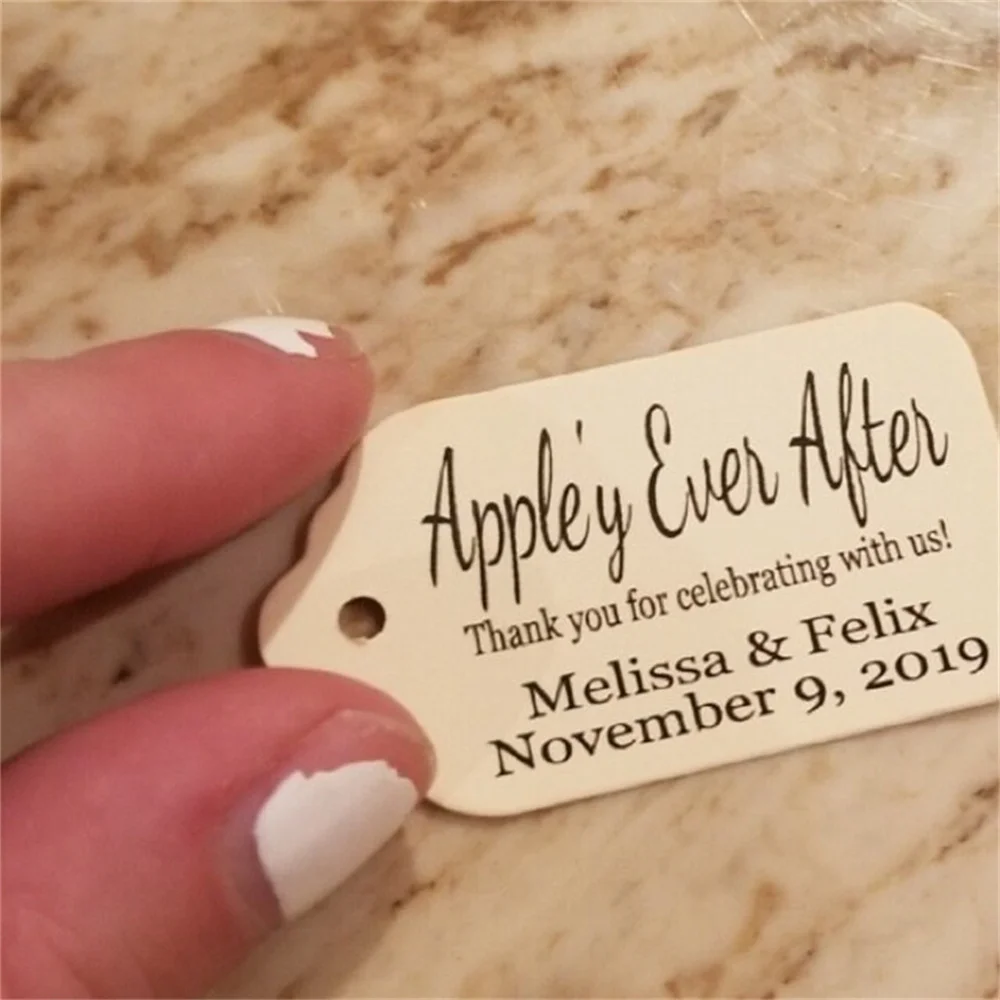 Apple'y Ever After
Thank you for celebrating with us!
Melissa & Felix
November 9, 2019